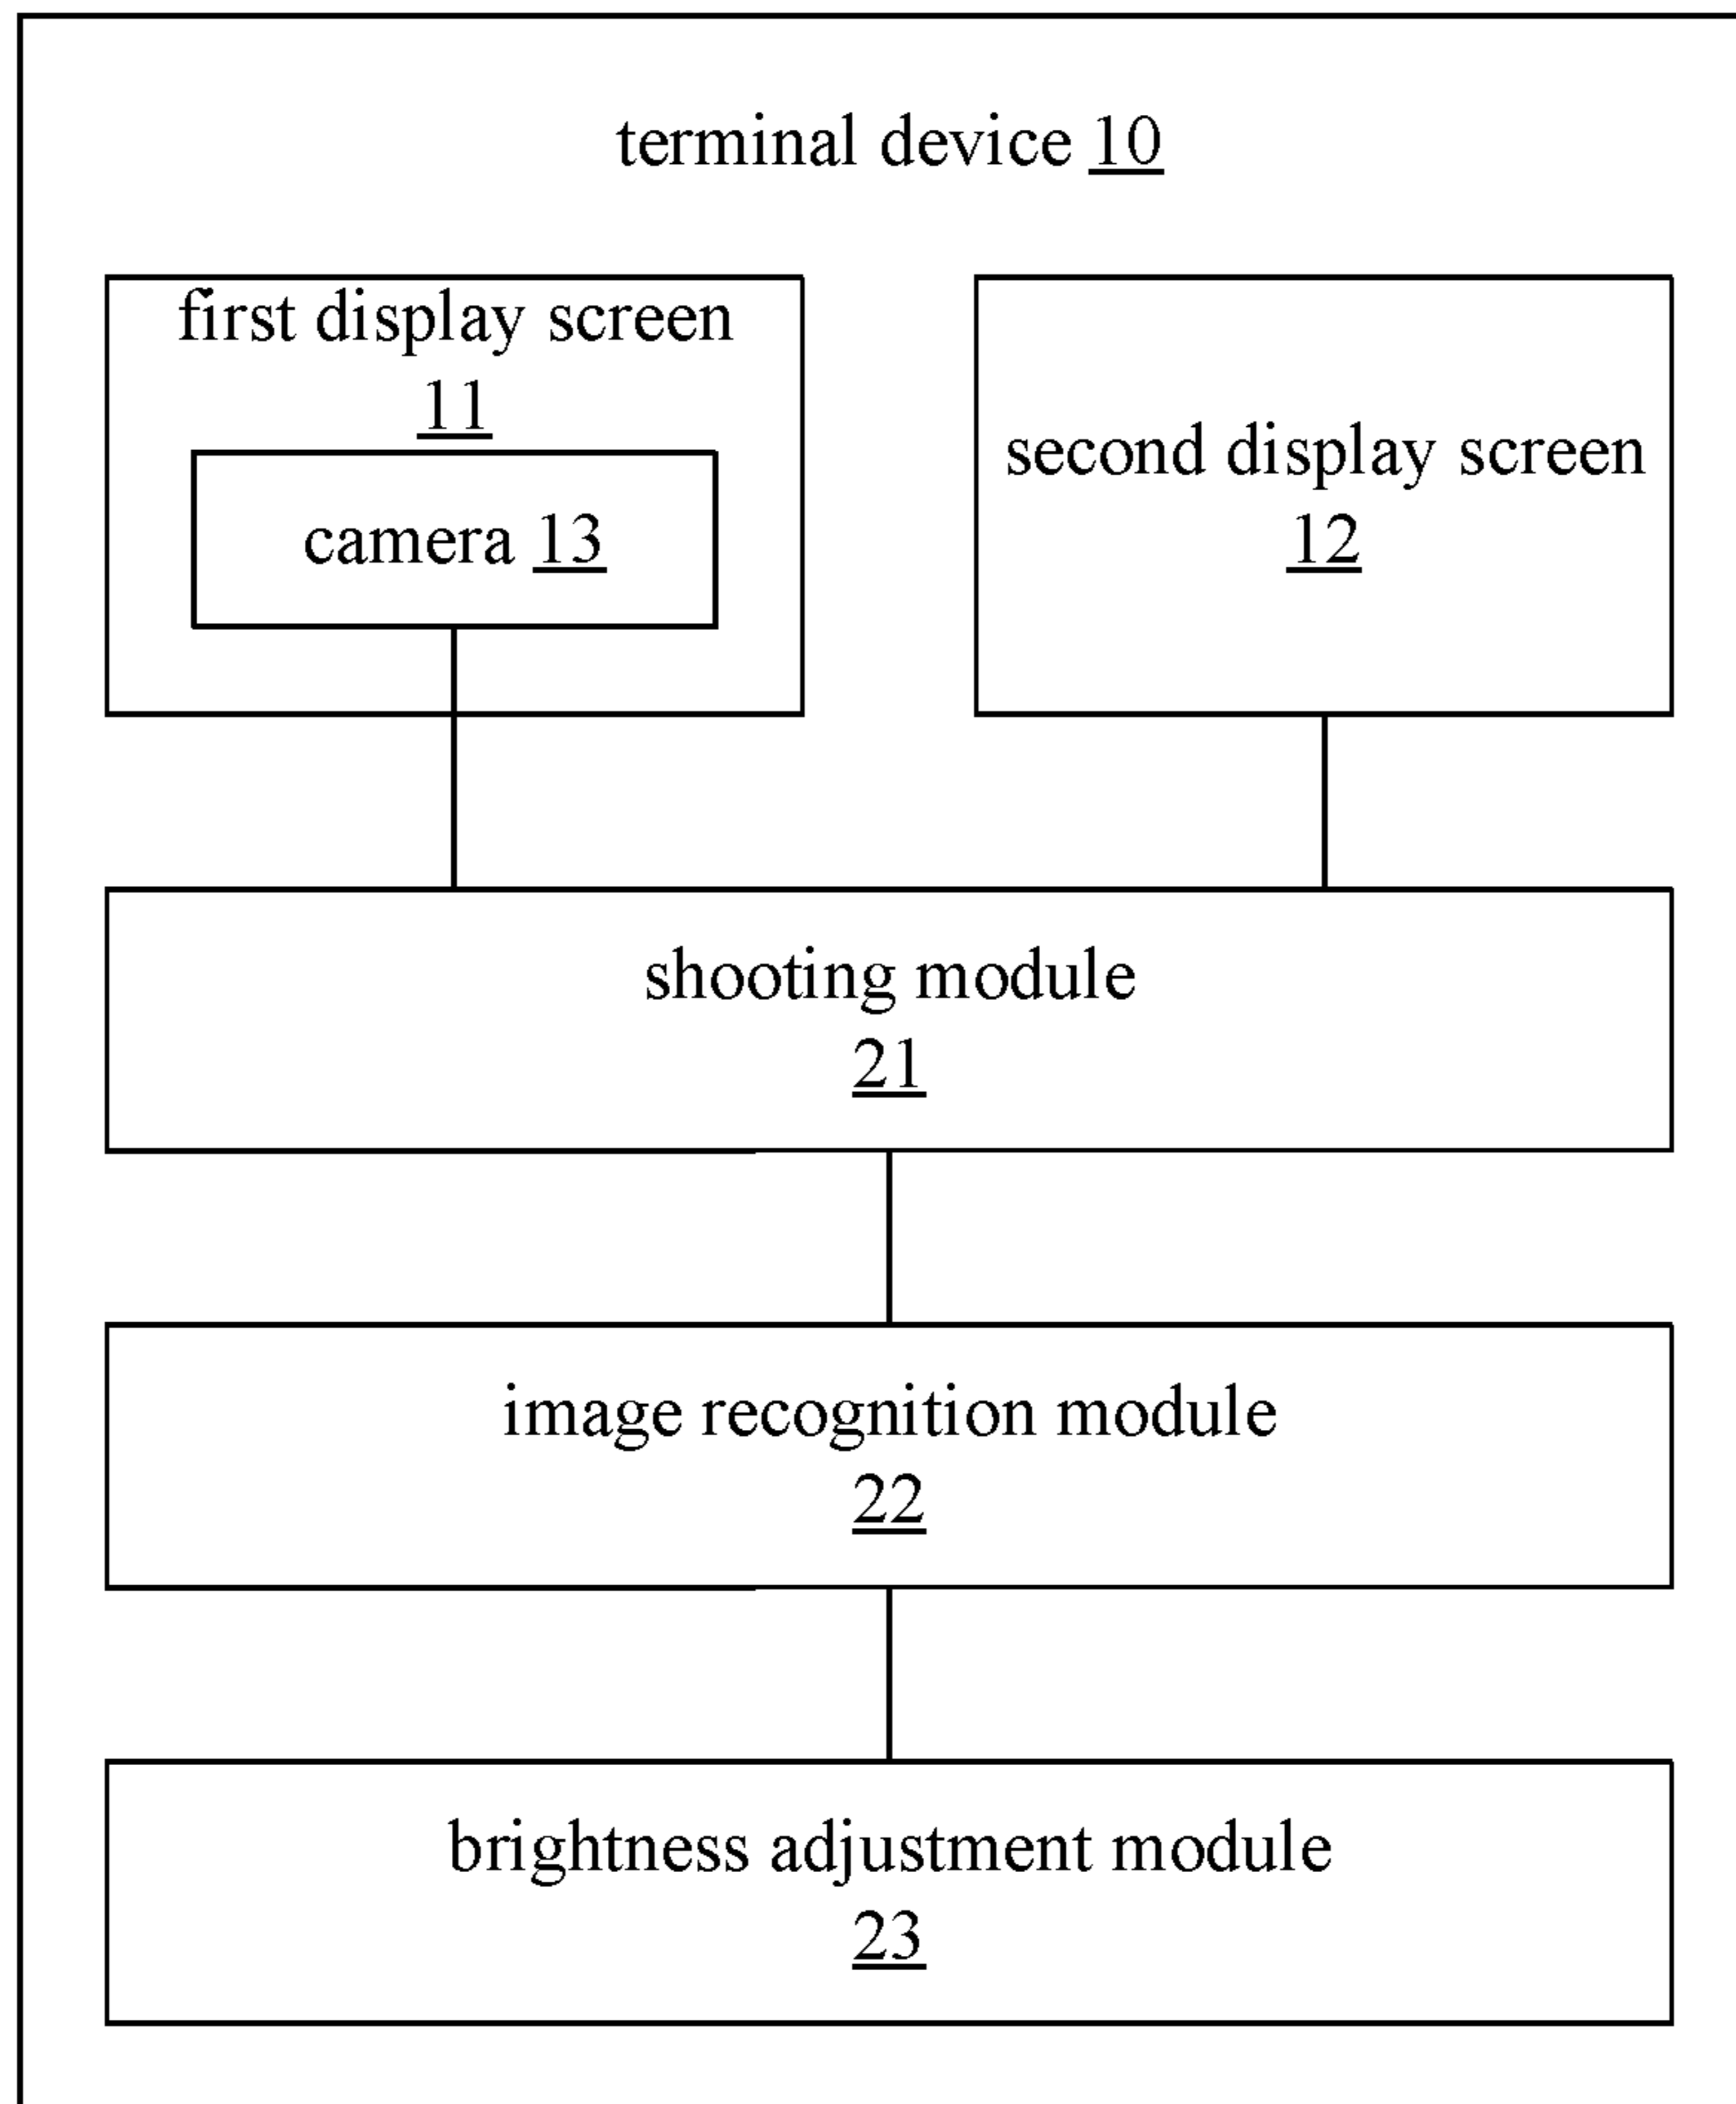 terminal device 10
first display screen
11
camera 13
second display screen
12
shooting module
21
image recognition module
22
brightness adjustment module
23